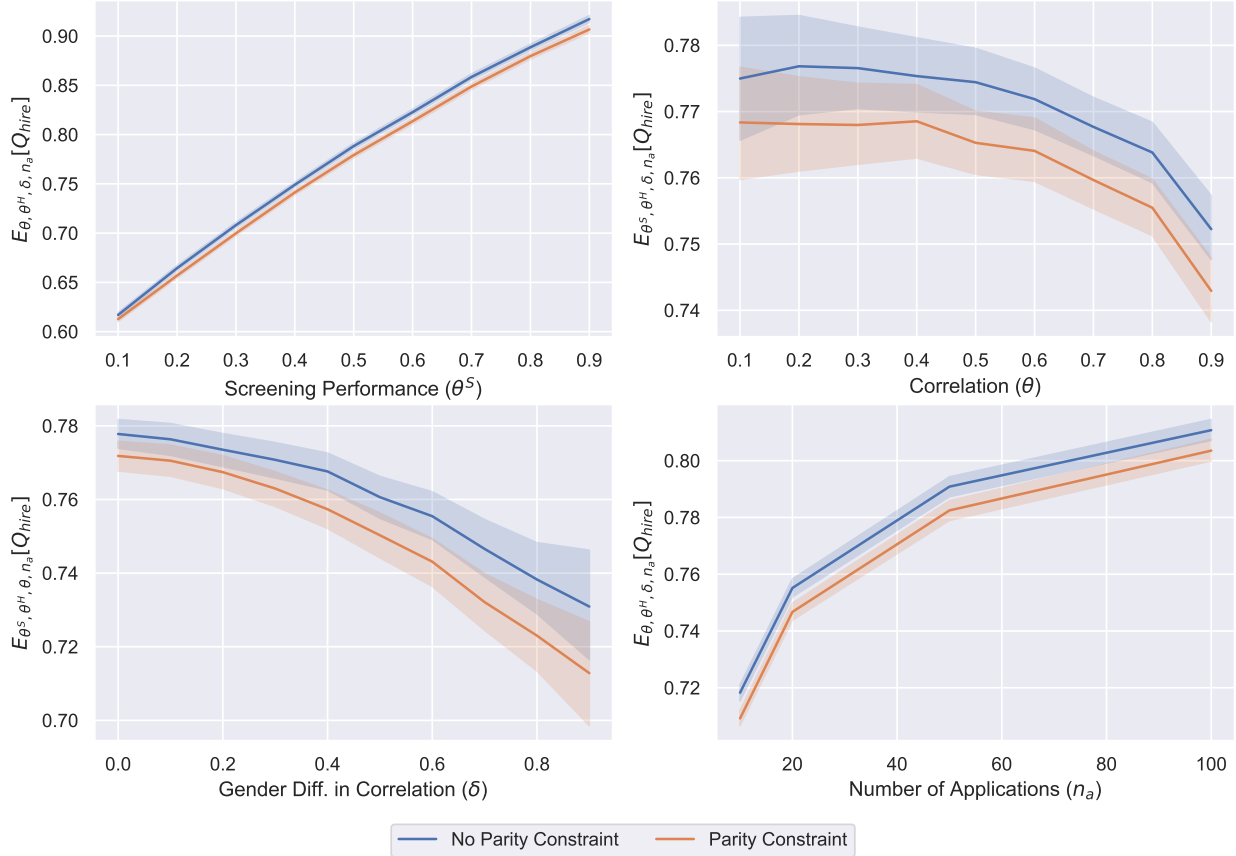 0.90
0.85
0.80
0.75
0.70
0.65
0.60
E_{θ, θ^H, δ, n_a}[Q_{hire}]
0.1 0.2 0.3 0.4 0.5 0.6 0.7 0.8 0.9
Screening Performance (θ^S)
0.78
0.77
0.76
0.75
0.74
E_{θ^S, θ^H, δ, n_a}[Q_{hire}]
0.1 0.2 0.3 0.4 0.5 0.6 0.7 0.8 0.9
Correlation (θ)
0.78
0.76
0.74
0.72
0.70
E_{θ^S, θ^H, θ, n_a}[Q_{hire}]
0.0 0.2 0.4 0.6 0.8
Gender Diff. in Correlation (δ)
0.80
0.78
0.76
0.74
0.72
E_{θ, θ^H, δ, n_a}[Q_{hire}]
20 40 60 80 100
Number of Applications (n_a)
No Parity Constraint Parity Constraint